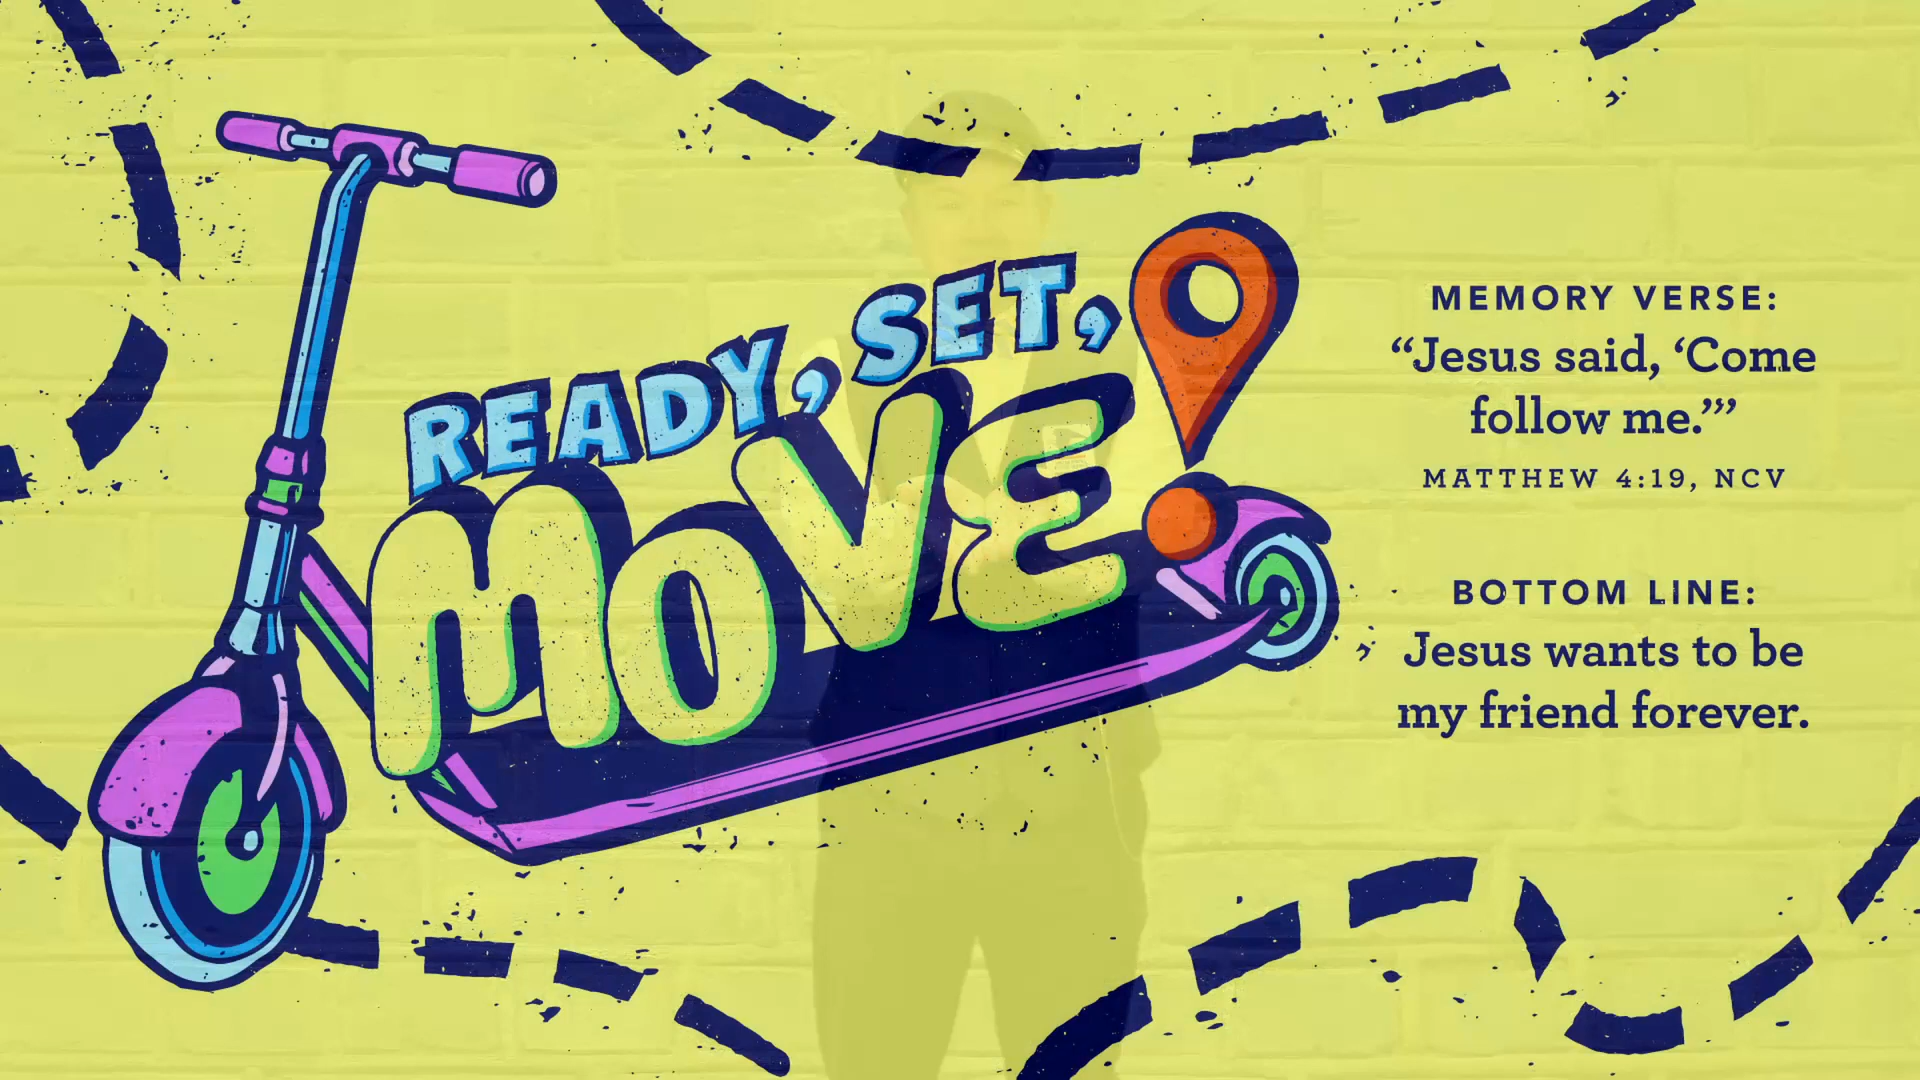 READY, SET,
MOVE!
MEMORY VERSE:
“Jesus said, ‘Come
follow me.’”
MATTHEW 4:19, NCV
BOTTOM LINE:
Jesus wants to be
my friend forever.